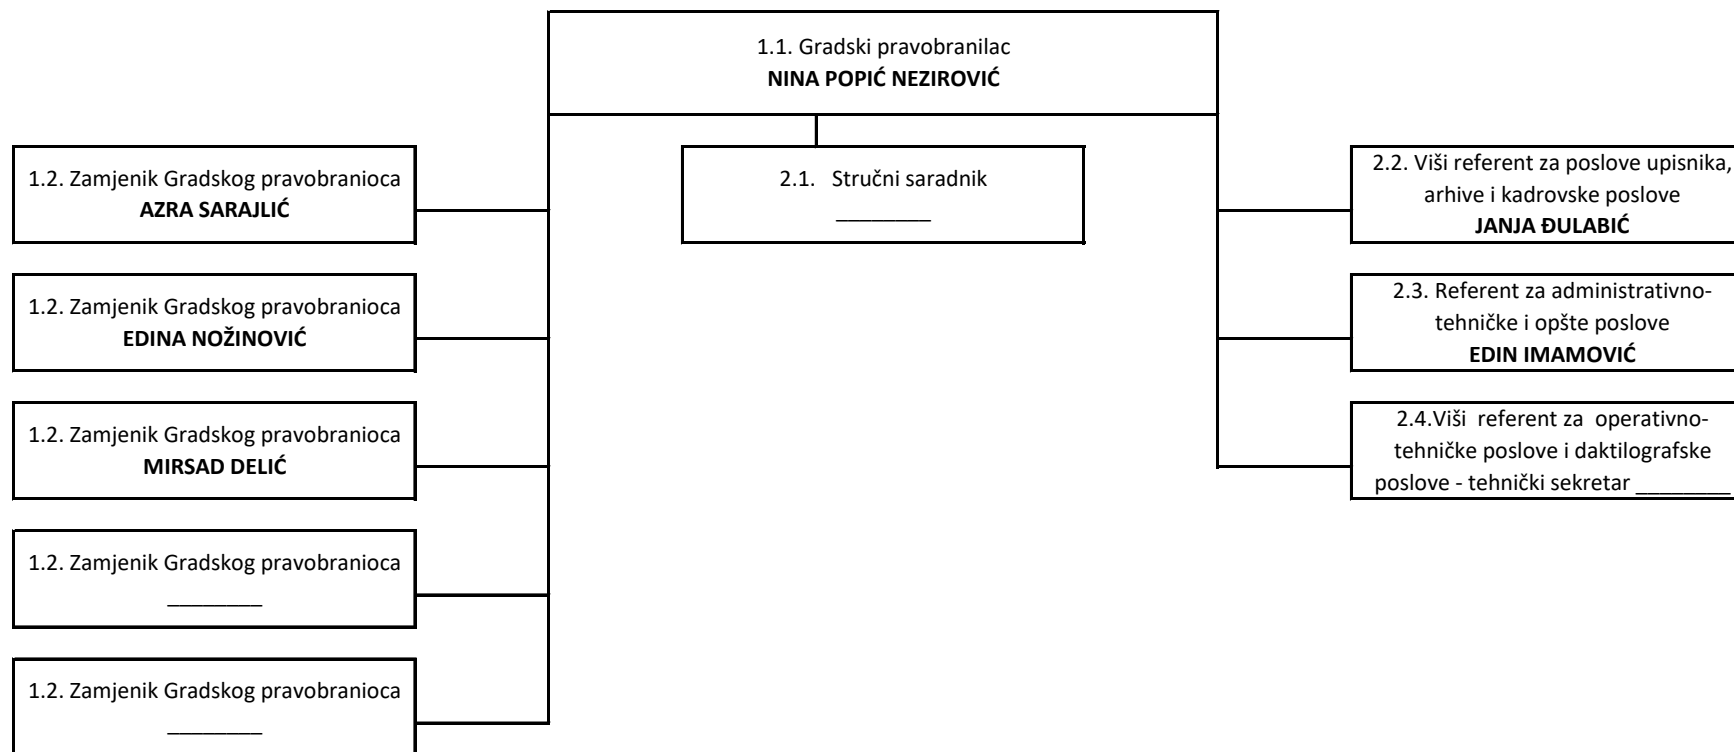 1.1. Gradski pravobranilac
NINA POPIĆ NEZIROVIĆ
1.2. Zamjenik Gradskog pravobranioca
AZRA SARAJLIĆ
1.2. Zamjenik Gradskog pravobranioca
EDINA NOŽINOVIĆ
1.2. Zamjenik Gradskog pravobranioca
MIRSAD DELIĆ
1.2. Zamjenik Gradskog pravobranioca
________
1.2. Zamjenik Gradskog pravobranioca
________
2.1. Stručni saradnik
________
2.2. Viši referent za poslove upisnika,
arhive i kadrovske poslove
JANJA ĐULABIĆ
2.3. Referent za administrativno-
tehničke i opšte poslove
EDIN IMAMOVIĆ
2.4.Viši referent za operativno-
tehničke poslove i daktilografske
poslove - tehnički sekretar ________